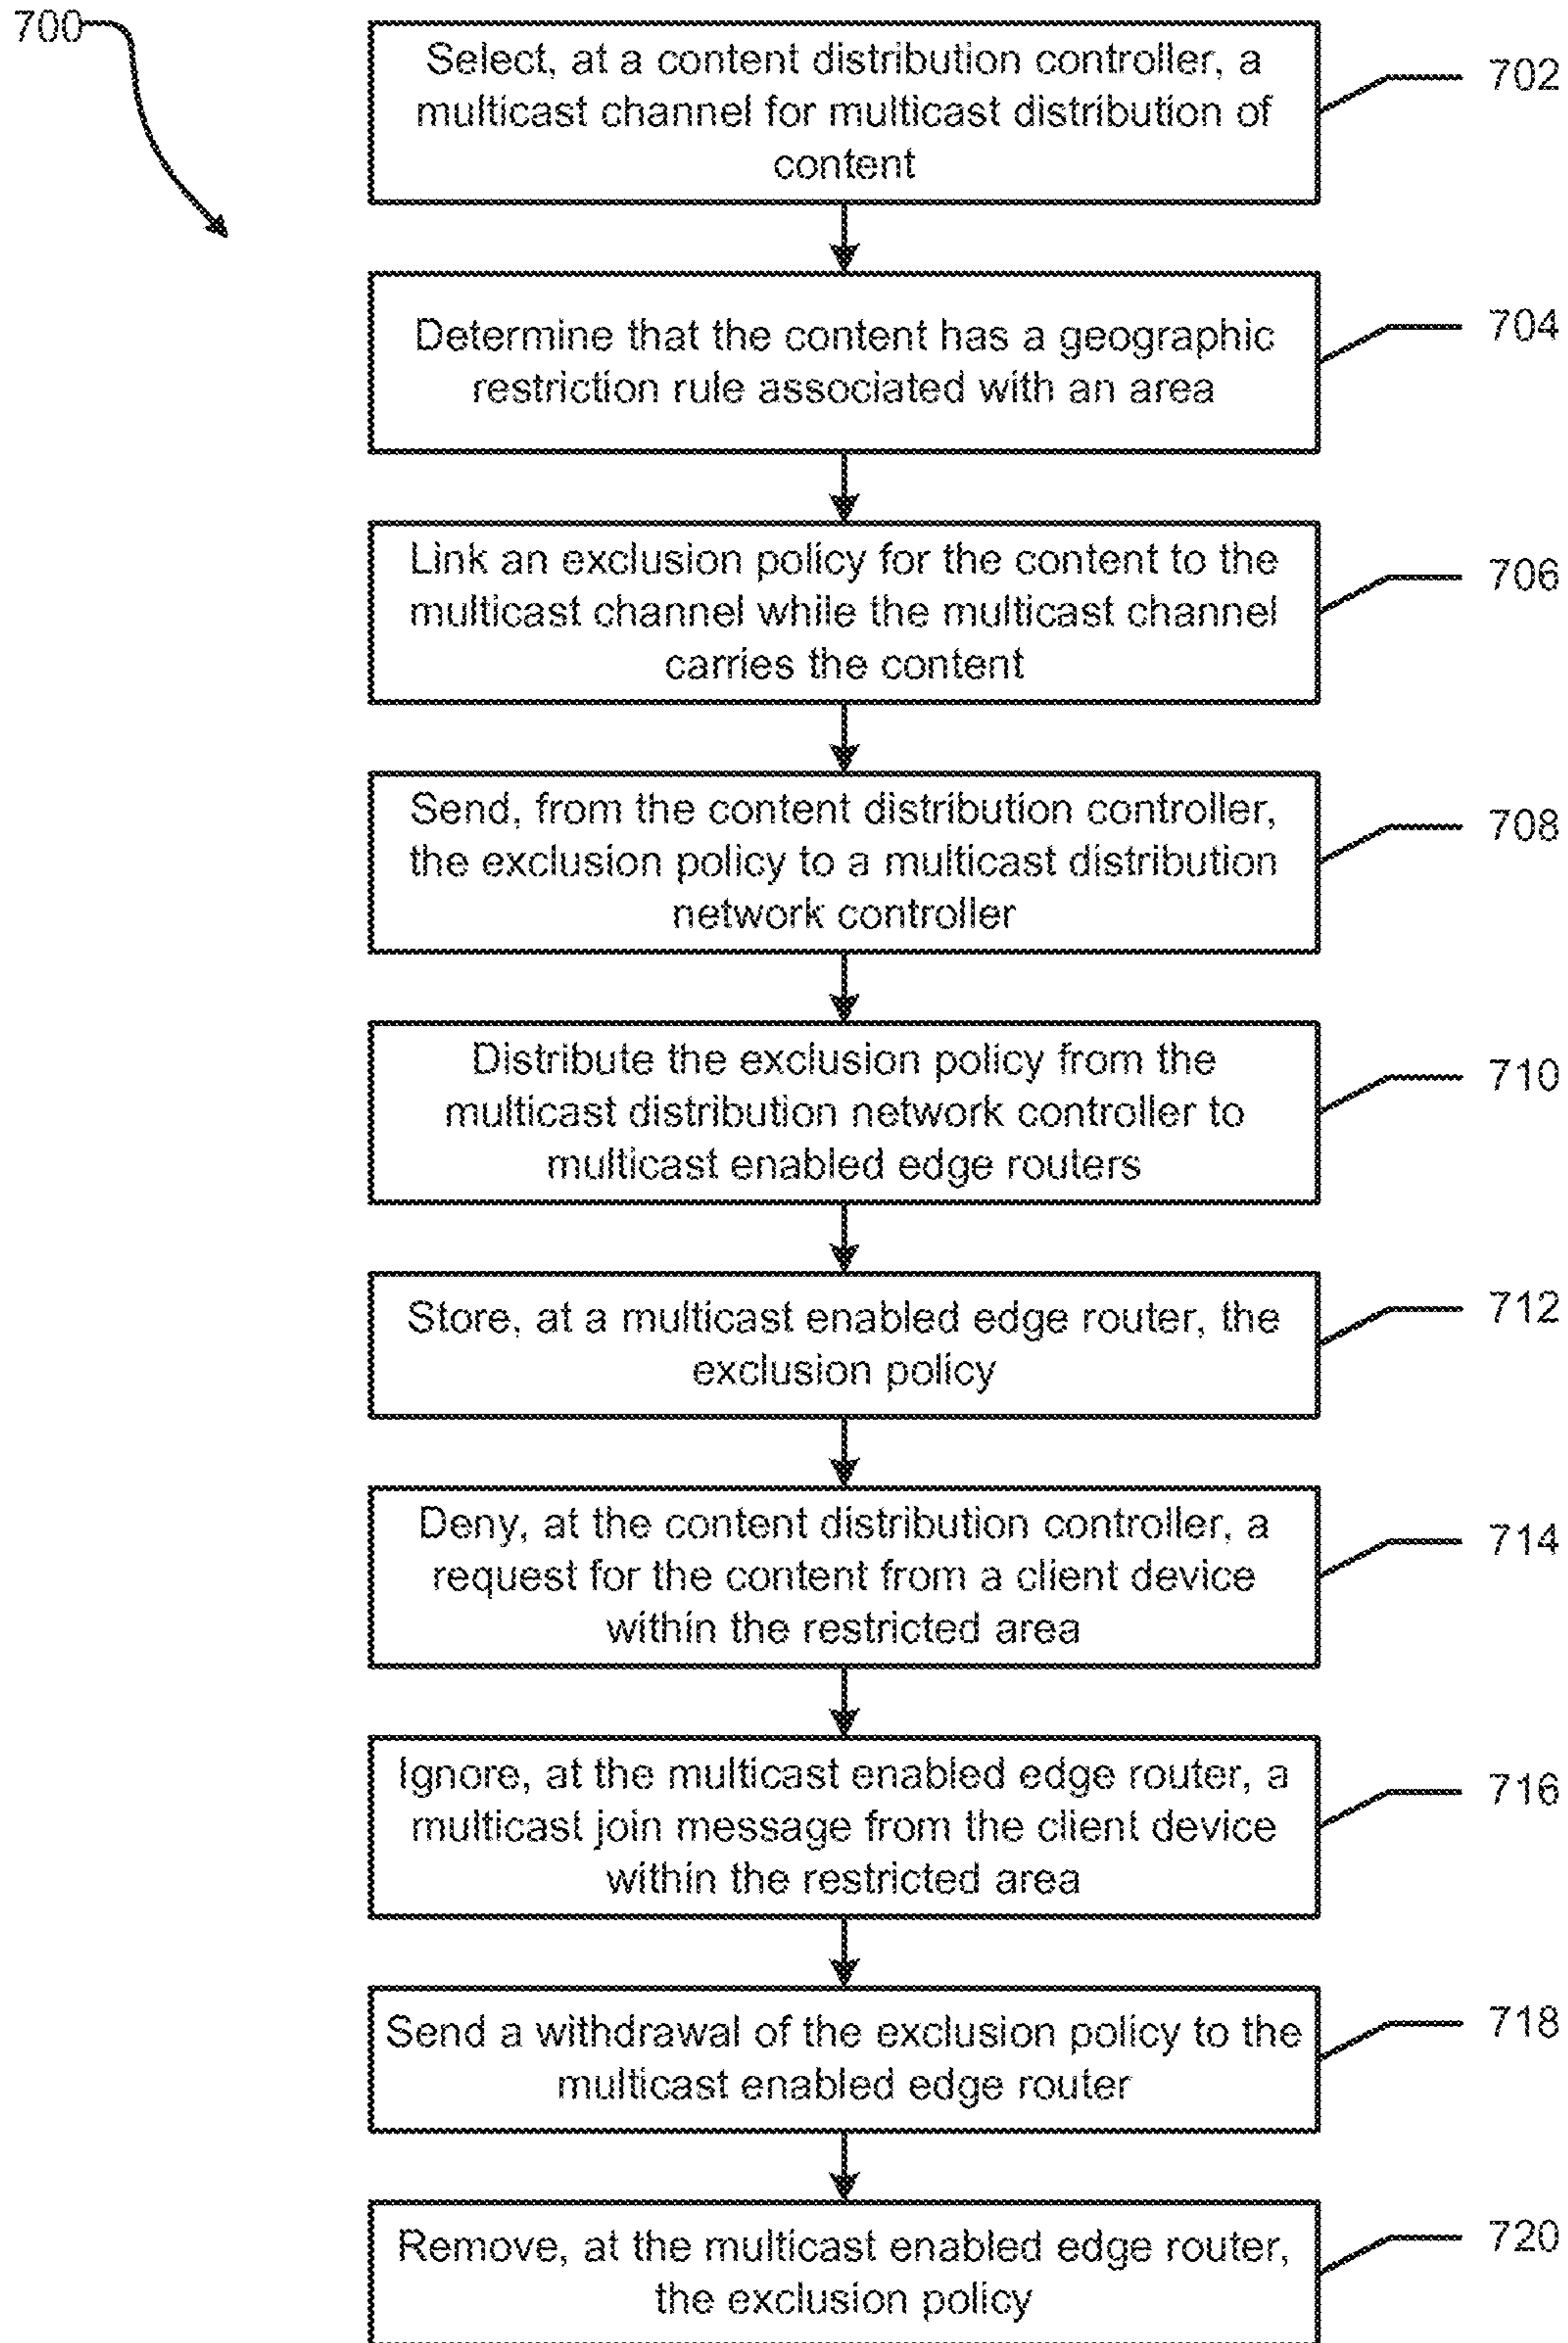 700
Select, at a content distribution controller, a
multicast channel for multicast distribution of
content
702
Determine that the content has a geographic
restriction rule associated with an area
704
Link an exclusion policy for the content to the
multicast channel while the multicast channel
carries the content
706
Send, from the content distribution controller,
the exclusion policy to a multicast distribution
network controller
708
Distribute the exclusion policy from the
multicast distribution network controller to
multicast enabled edge routers
710
Store, at a multicast enabled edge router, the
exclusion policy
712
Deny, at the content distribution controller, a
request for the content from a client device
within the restricted area
714
Ignore, at the multicast enabled edge router, a
multicast join message from the client device
within the restricted area
716
Send a withdrawal of the exclusion policy to the
multicast enabled edge router
718
Remove, at the multicast enabled edge router,
the exclusion policy
720